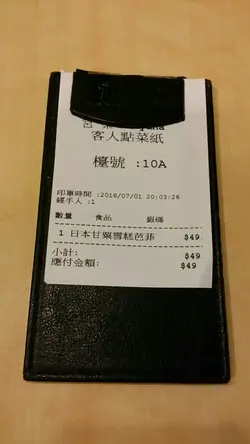 客人點菜紙
檯號 :10A
印單時間 :2018/07/01 20:03:26
經手人 :1
數量 食品 銀碼
1 日本甘粟雪糕芭菲 $49
小計: $49
應付金額: $49